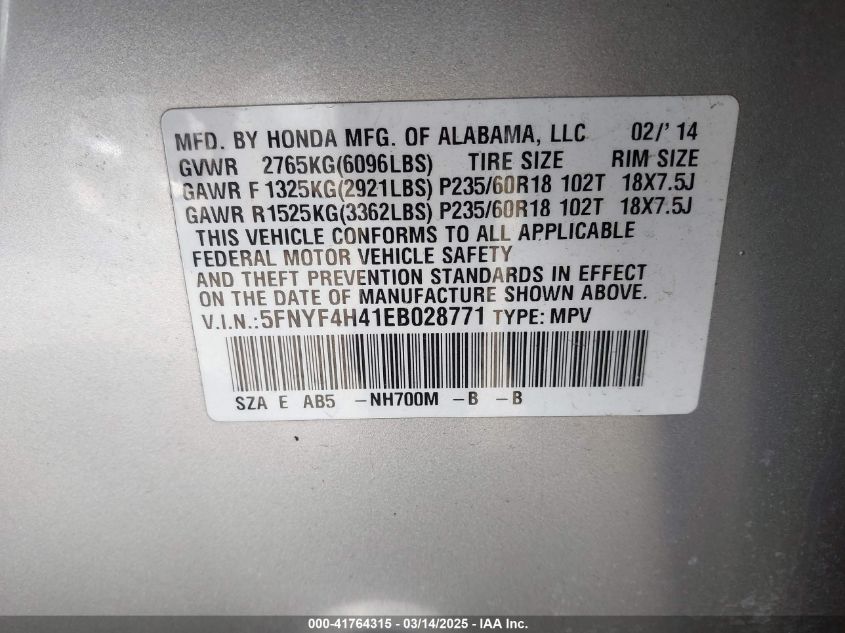 MFD. BY HONDA MFG. OF ALABAMA, LLC 02/'14
GVWR 2765KG(6096LBS) TIRE SIZE RIM SIZE
GAWR F 1325KG(2921LBS) P235/60R18 102T 18X7.5J
GAWR R1525KG(3362LBS) P235/60R18 102T 18X7.5J
THIS VEHICLE CONFORMS TO ALL APPLICABLE
FEDERAL MOTOR VEHICLE SAFETY
AND THEFT PREVENTION STANDARDS IN EFFECT
ON THE DATE OF MANUFACTURE SHOWN ABOVE.
V.I.N.:5FNYF4H41EB028771 TYPE: MPV
SZA E AB5 -NH700M -B -B
000-41764315 - 03/14/2025 - IAA Inc.